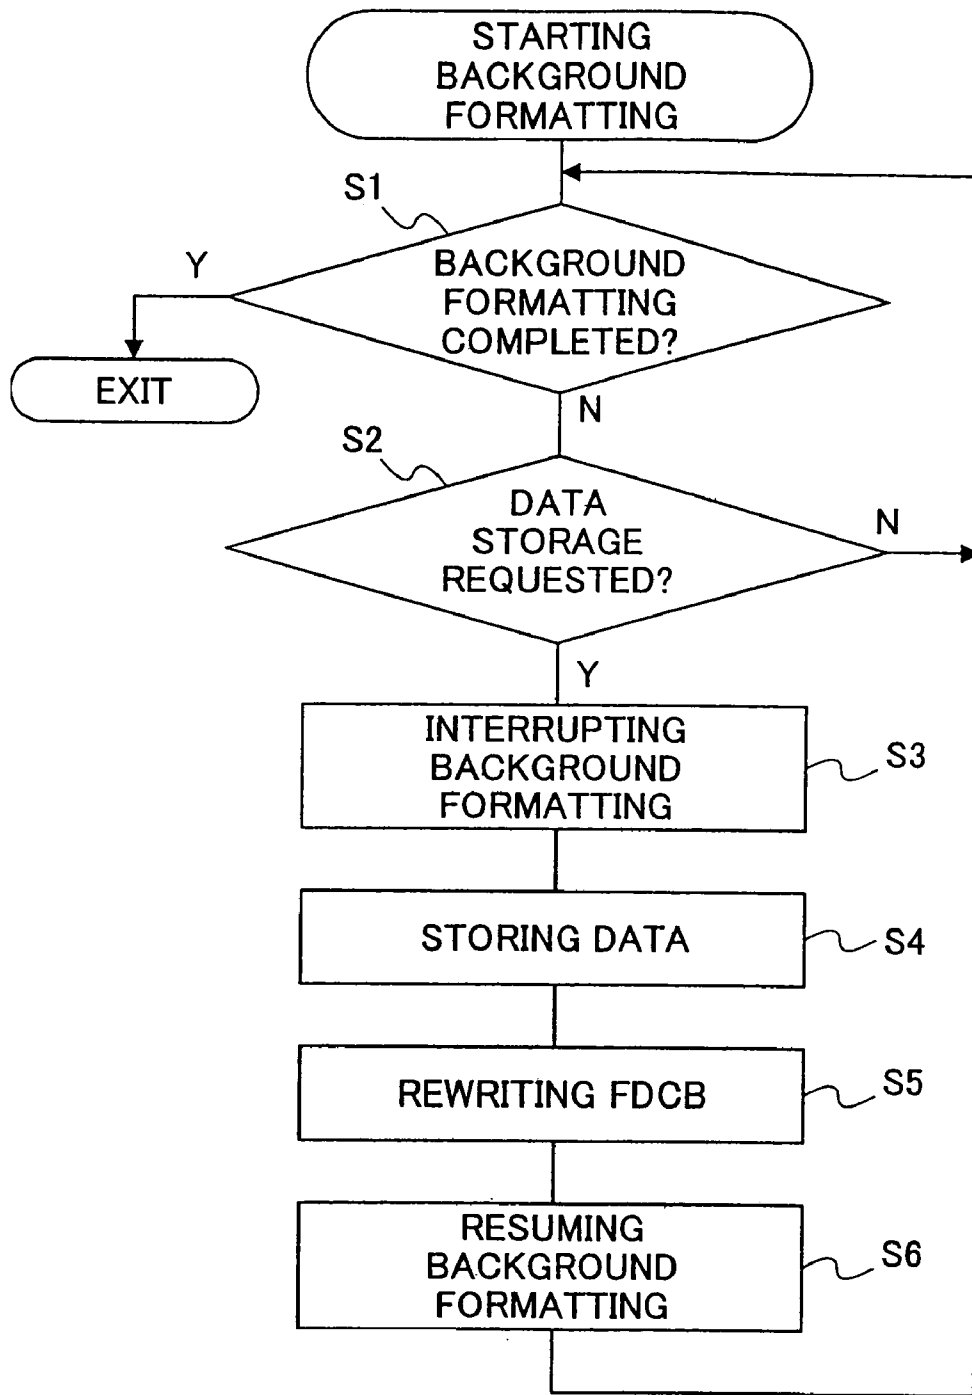 STARTING
BACKGROUND
FORMATTING
S1
Y
BACKGROUND
FORMATTING
COMPLETED?
EXIT
N
S2
DATA
STORAGE
REQUESTED?
N
Y
INTERRUPTING
BACKGROUND
FORMATTING
S3
STORING DATA
S4
REWRITING FDCB
S5
RESUMING
BACKGROUND
FORMATTING
S6